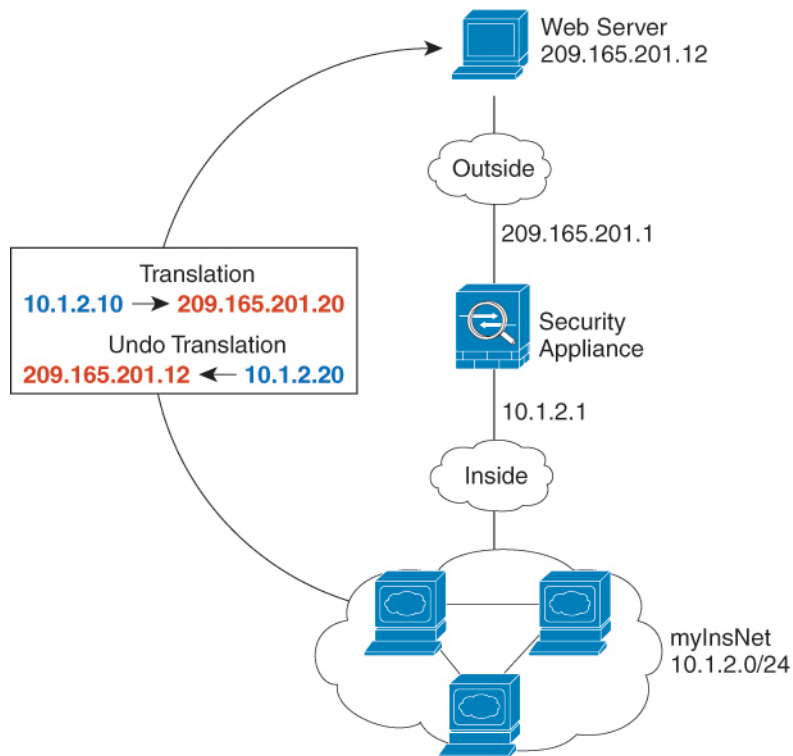 Web Server
209.165.201.12
Outside
209.165.201.1
Translation
10.1.2.10 → 209.165.201.20
Security
Appliance
Undo Translation
209.165.201.12 ← 10.1.2.20
10.1.2.1
Inside
myInsNet
10.1.2.0/24